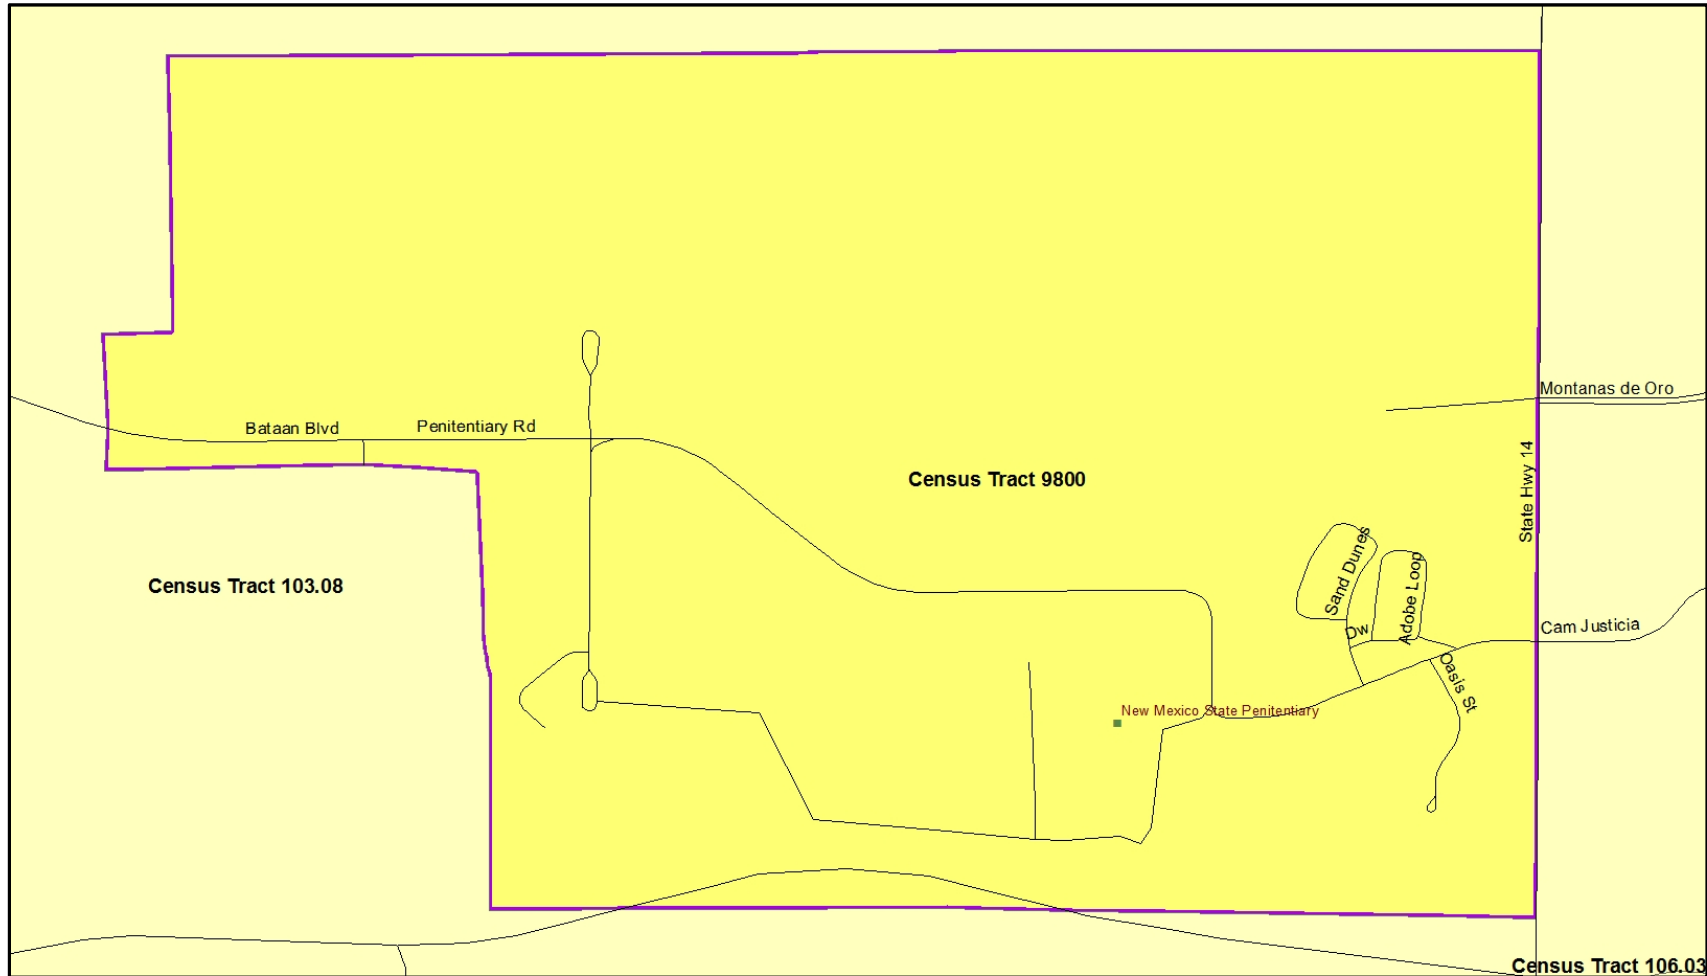 Montanas de Oro
Bataan Blvd
Penitentiary Rd
State Hwy 14
Census Tract 9800
Sand Dunes
Adobe Loop
Census Tract 103.08
Dw
Cam Justicia
Oasis St
New Mexico State Penitentiary
Census Tract 106.03